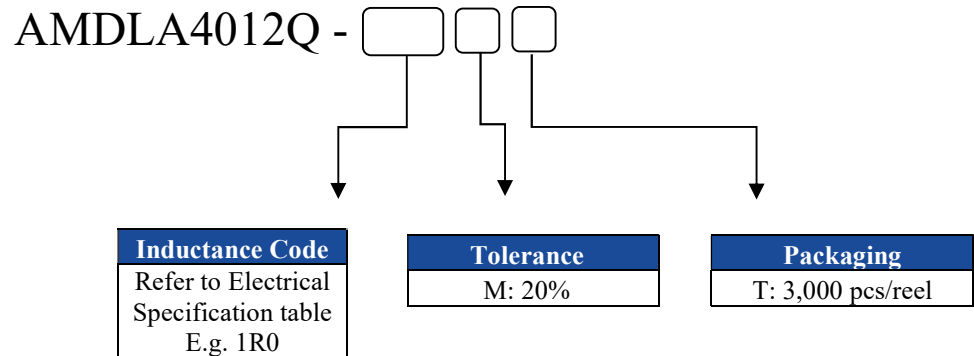 AMDLA4012Q -
Inductance Code
Refer to Electrical
Specification table
E.g. 1R0
Tolerance
M: 20%
Packaging
T: 3,000 pcs/reel